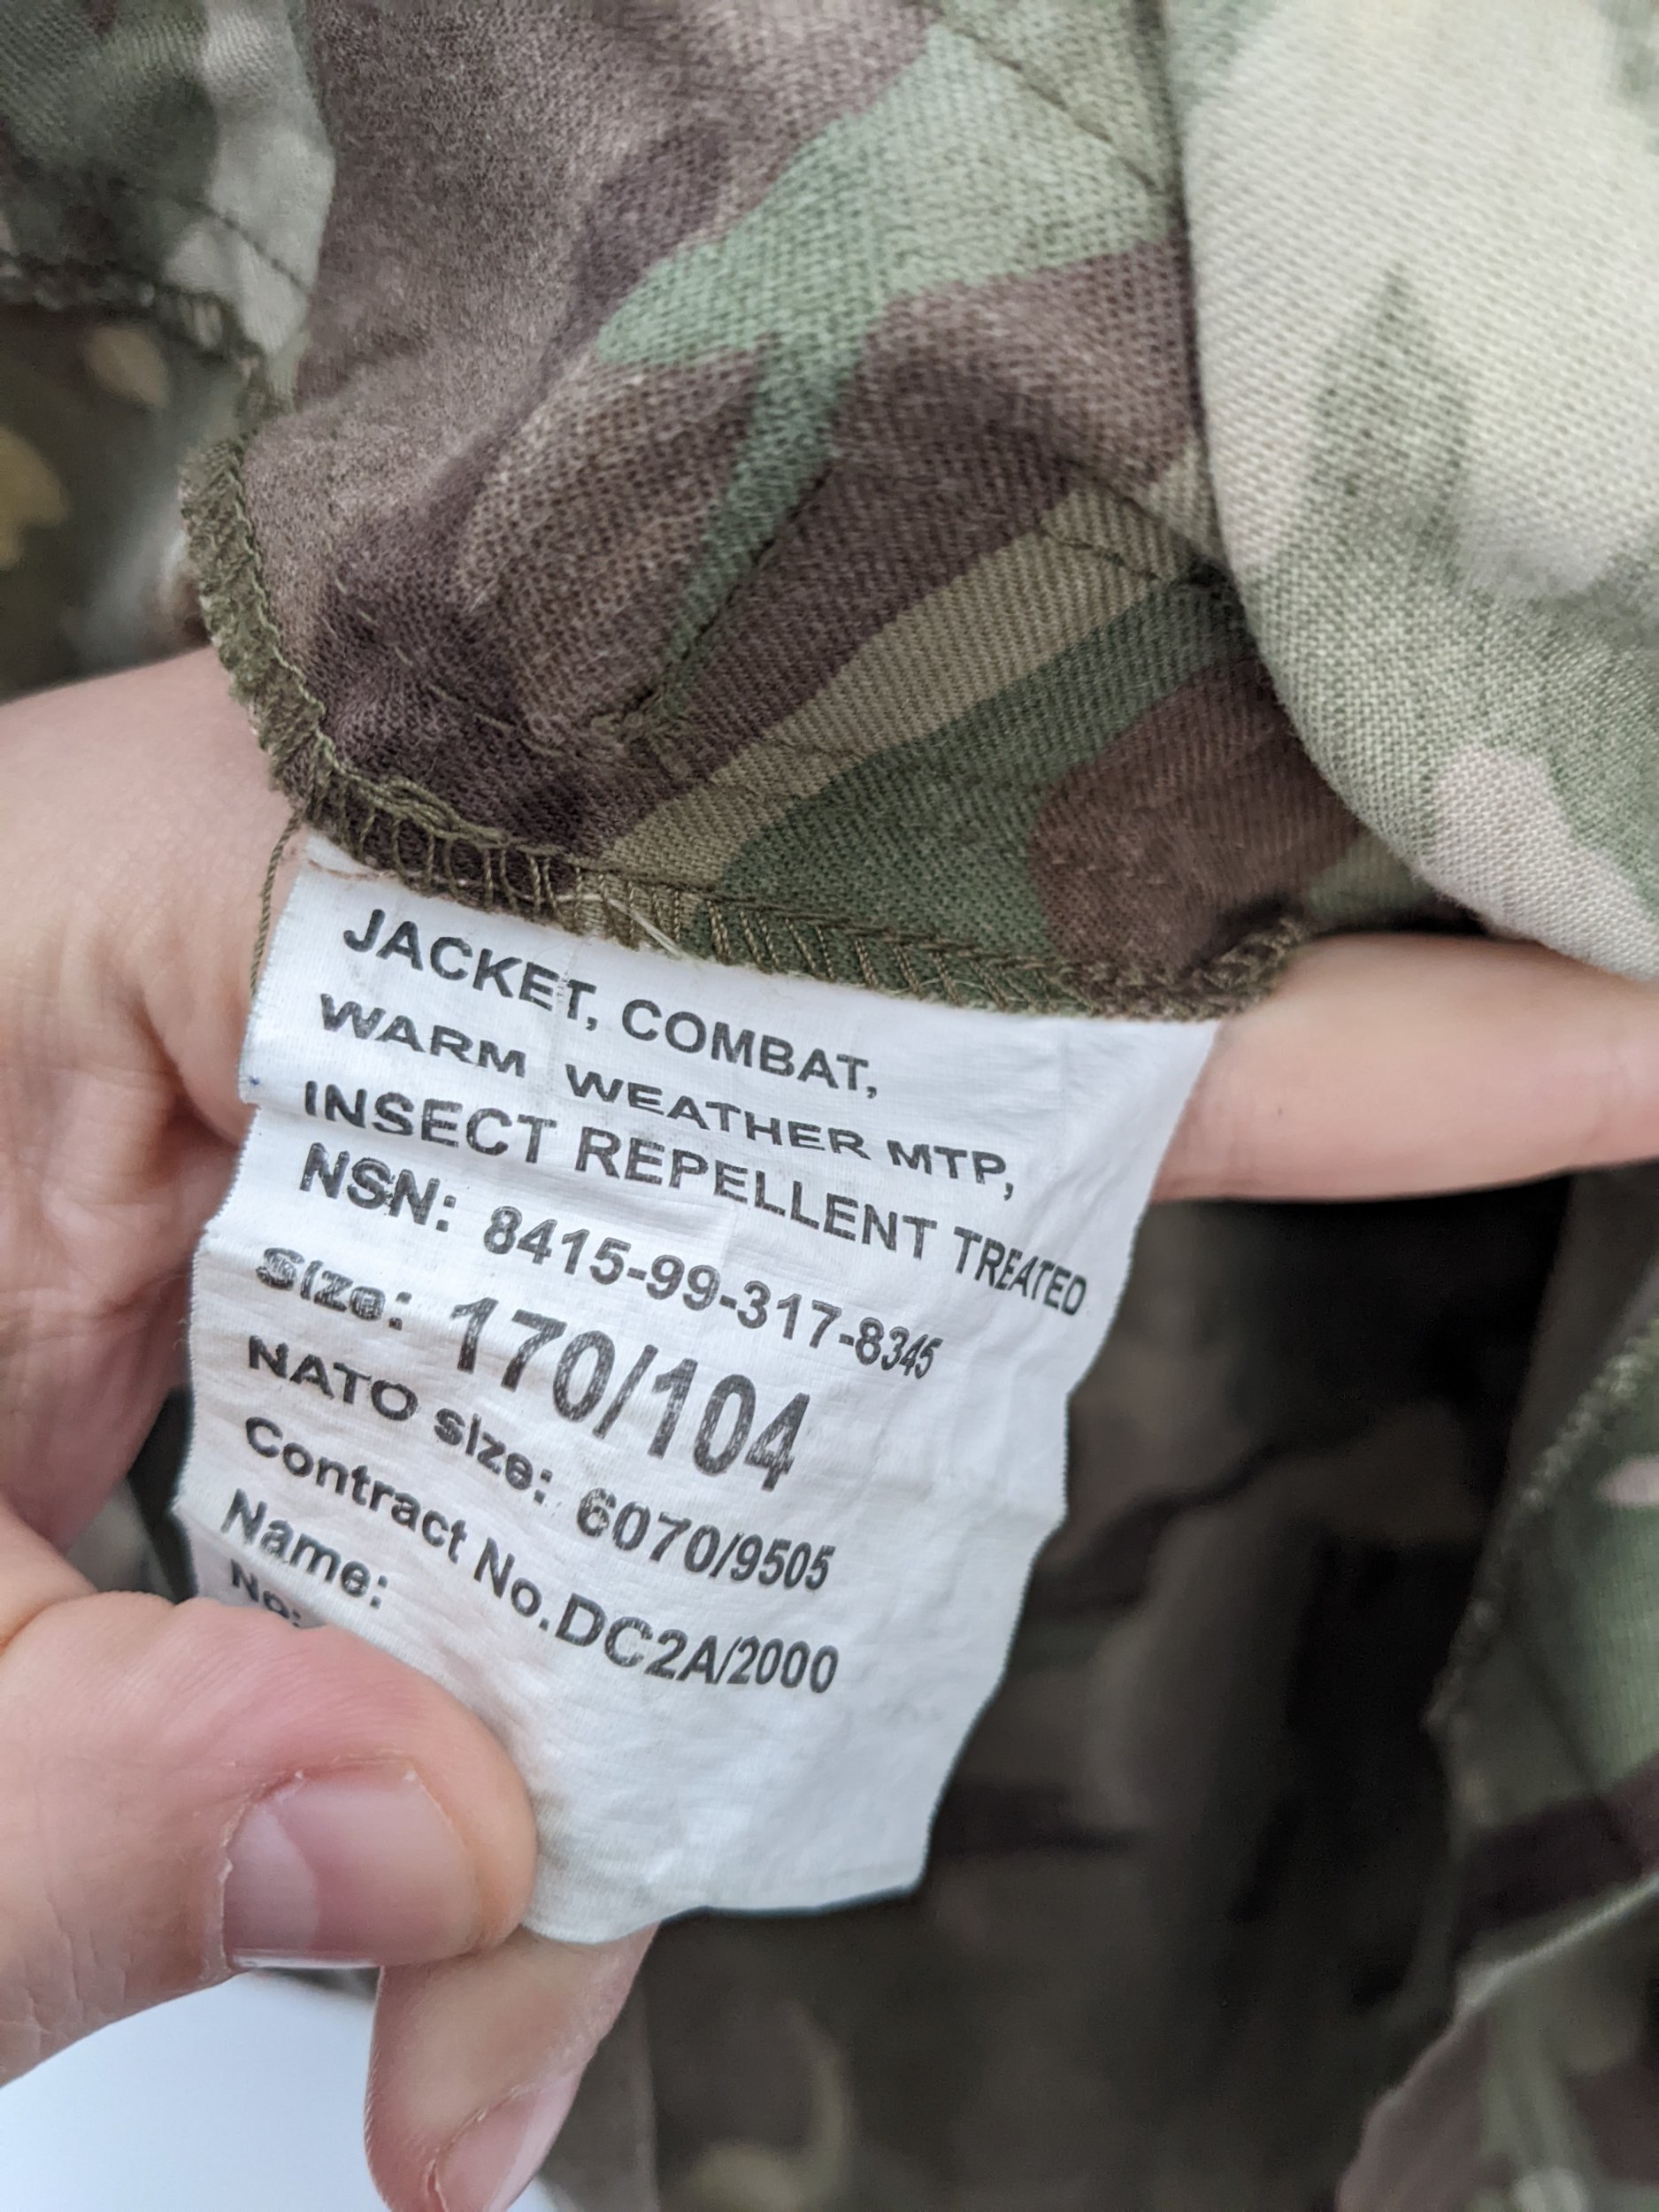 JACKET, COMBAT,
WARM WEATHER MTP,
INSECT REPELLENT TREATED
NSN: 8415-99-317-8345
Size: 170/104
NATO size: 6070/9505
Contract No.DC2A/2000
Name:
No: